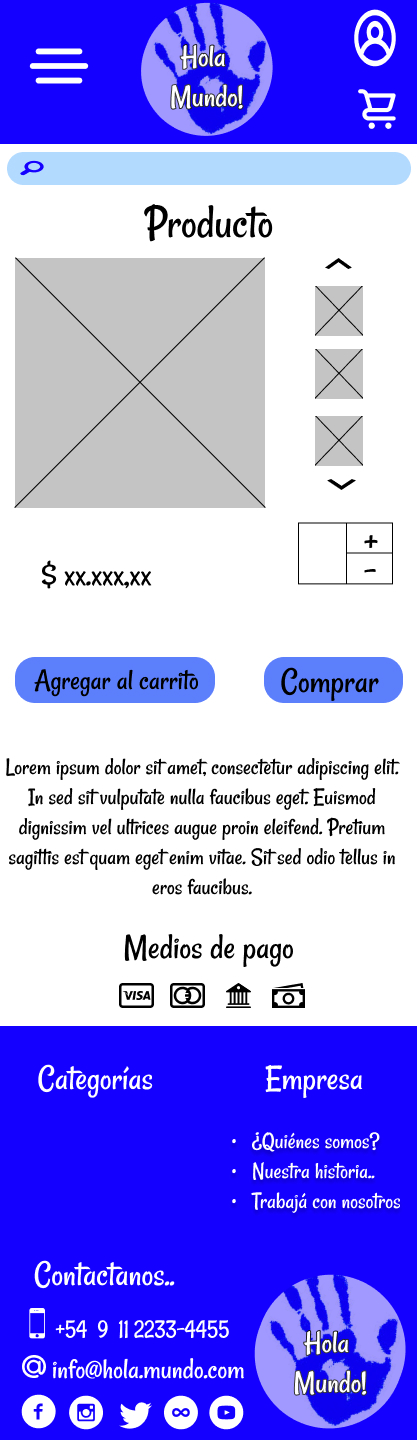 Hola
Mundo!
Producto
+
$ xx.xxx,xx
-
Agregar al carrito
Comprar
Lorem ipsum dolor sit amet, consectetur adipiscing elit.
In sed sit vulputate nulla faucibus eget. Euismod
dignissim vel ultrices augue proin eleifend. Pretium
sagittis est quam eget enim vitae. Sit sed odio tellus in
eros faucibus.
Medios de pago
VISA
Categorías
Empresa
• ¿Quiénes somos?
• Nuestra historia..
• Trabajá con nosotros
Contactanos..
+54 9 11 2233-4455
@ info@hola.mundo.com
Hola
Mundo!